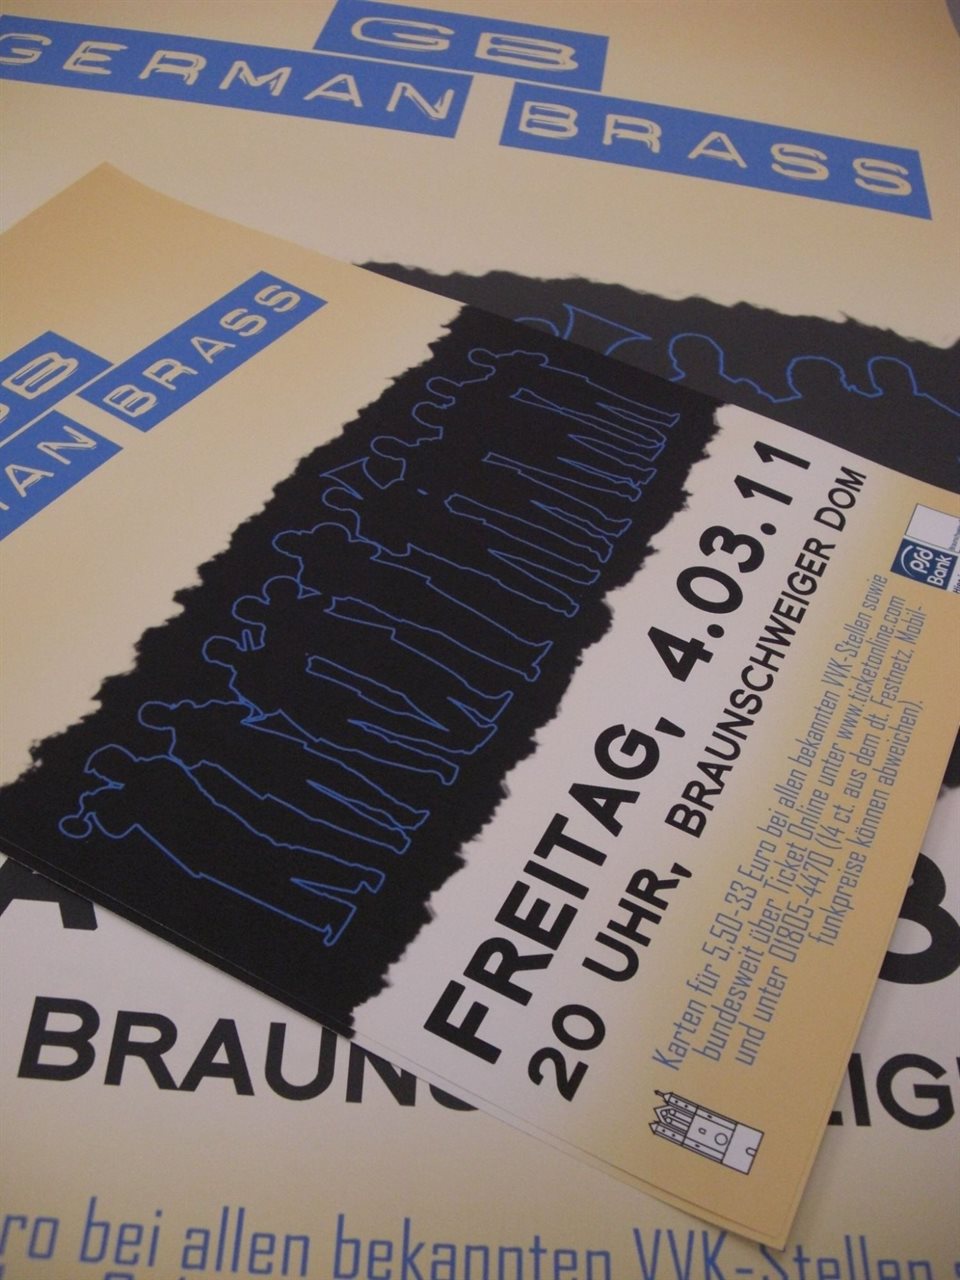 GB
GERMAN BRASS
GB
MAN BRASS
FREITAG, 4.03.11
20 UHR, BRAUNSCHWEIGER DOM
Karten für 5,50-33 Euro bei allen bekannten VVK-Stellen sowie
bundesweit über Ticket Online unter www.ticketonline.com
und unter 01805-4470 (14 ct. aus dem dt. Festnetz, Mobil-
funkpreise können abweichen).
psd
Bank
BRAUNS
ro bei allen bekannten VVK-Stellen